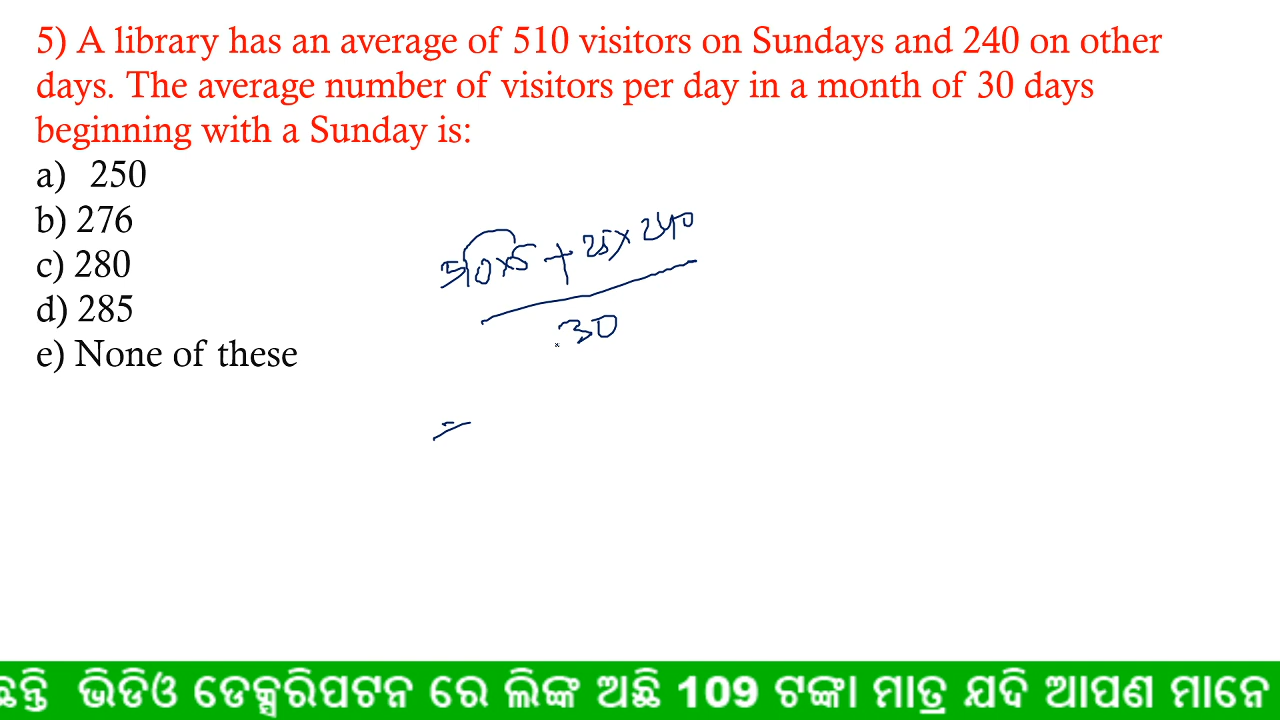 5) A library has an average of 510 visitors on Sundays and 240 on other
days. The average number of visitors per day in a month of 30 days
beginning with a Sunday is:
a) 250
b) 276
c) 280
d) 285
e) None of these
510×5 + 25×240
30
=
ଛନ୍ତି ଭିଡିଓ ଡେକ୍ସରିପଟନ ରେ ଲିଙ୍କ ଅଛି 109 ଟଙ୍କା ମାତ୍ର ଯଦି ଆପଣ ମାନେ